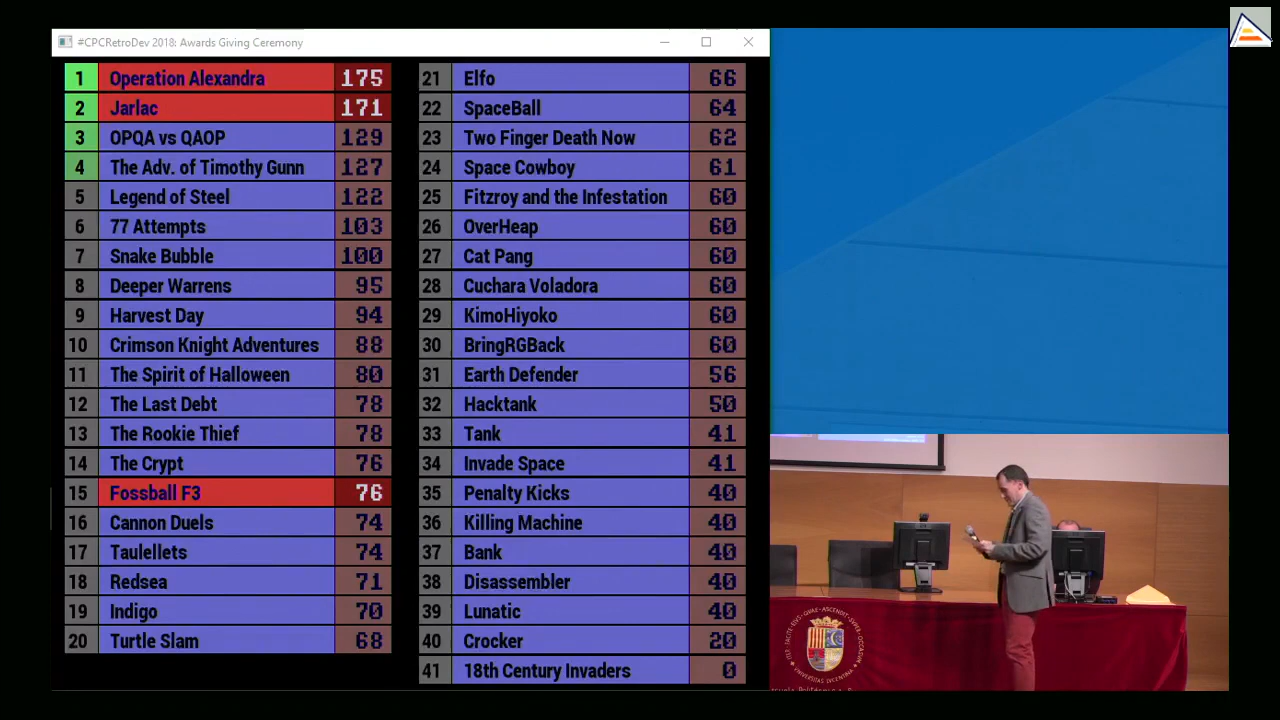 #CPCRetroDev 2018: Awards Giving Ceremony
1 Operation Alexandra 175
2 Jarlac 171
3 OPQA vs QAOP 129
4 The Adv. of Timothy Gunn 127
5 Legend of Steel 122
6 77 Attempts 103
7 Snake Bubble 100
8 Deeper Warrens 95
9 Harvest Day 94
10 Crimson Knight Adventures 88
11 The Spirit of Halloween 80
12 The Last Debt 78
13 The Rookie Thief 78
14 The Crypt 76
15 Fossball F3 76
16 Cannon Duels 74
17 Taulellets 74
18 Redsea 71
19 Indigo 70
20 Turtle Slam 68
21 Elfo 66
22 SpaceBall 64
23 Two Finger Death Now 62
24 Space Cowboy 61
25 Fitzroy and the Infestation 60
26 OverHeap 60
27 Cat Pang 60
28 Cuchara Voladora 60
29 KimoHiyoko 60
30 BringRGBack 60
31 Earth Defender 56
32 Hacktank 50
33 Tank 41
34 Invade Space 41
35 Penalty Kicks 40
36 Killing Machine 40
37 Bank 40
38 Disassembler 40
39 Lunatic 40
40 Crocker 20
41 18th Century Invaders 0